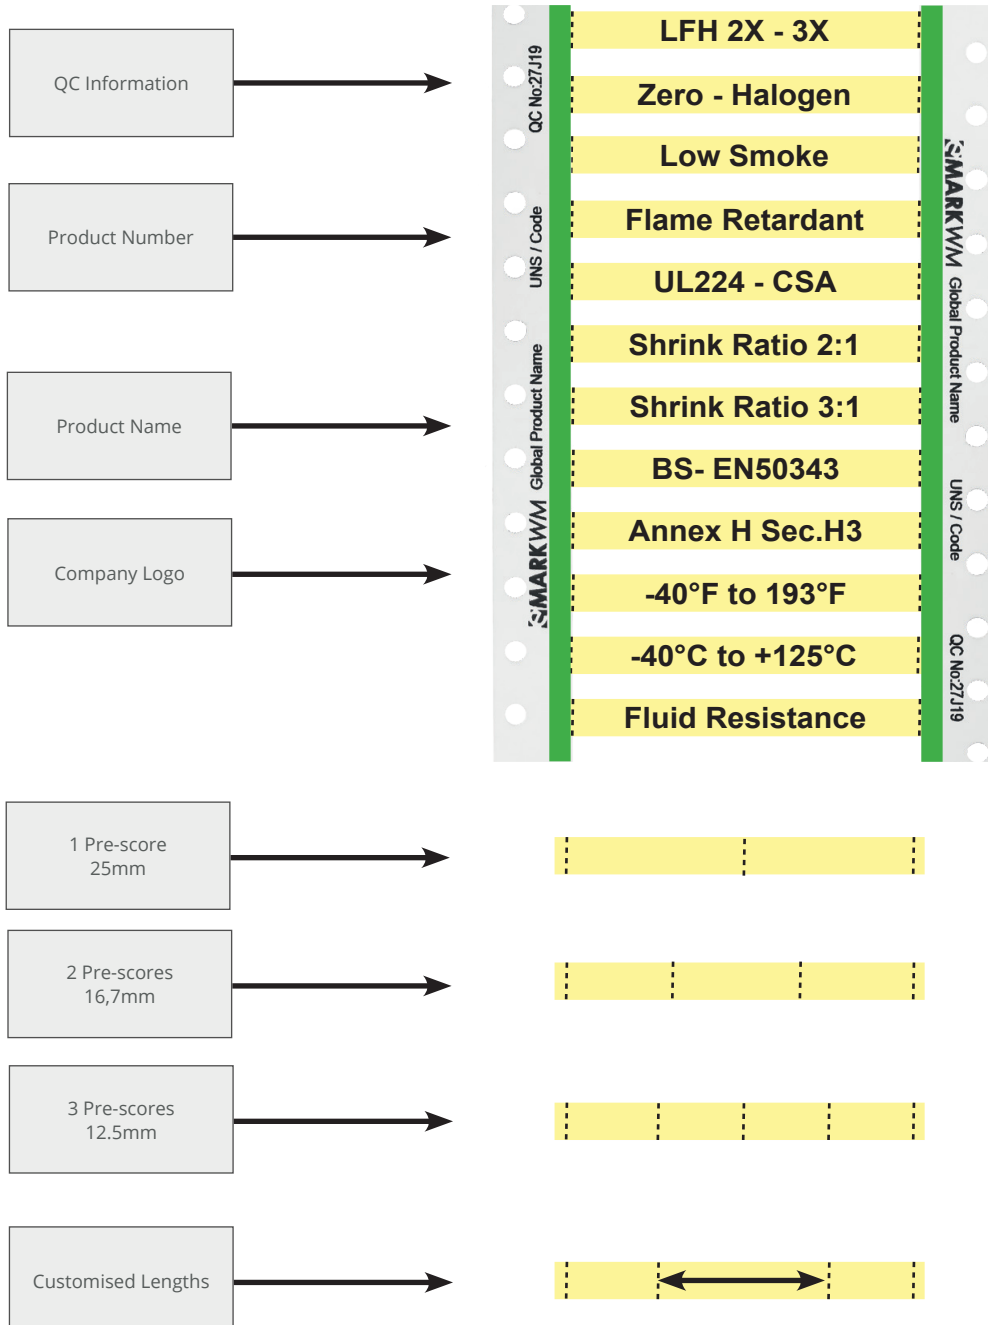 QC Information
Product Number
Product Name
Company Logo
QC No:27J19
UNS / Code
SMARKWM Global Product Name
LFH 2X - 3X
Zero - Halogen
Low Smoke
Flame Retardant
UL224 - CSA
Shrink Ratio 2:1
Shrink Ratio 3:1
BS- EN50343
Annex H Sec.H3
-40°F to 193°F
-40°C to +125°C
Fluid Resistance
SMARKWM Global Product Name
UNS / Code
QC No:27J19
1 Pre-score
25mm
2 Pre-scores
16,7mm
3 Pre-scores
12.5mm
Customised Lengths